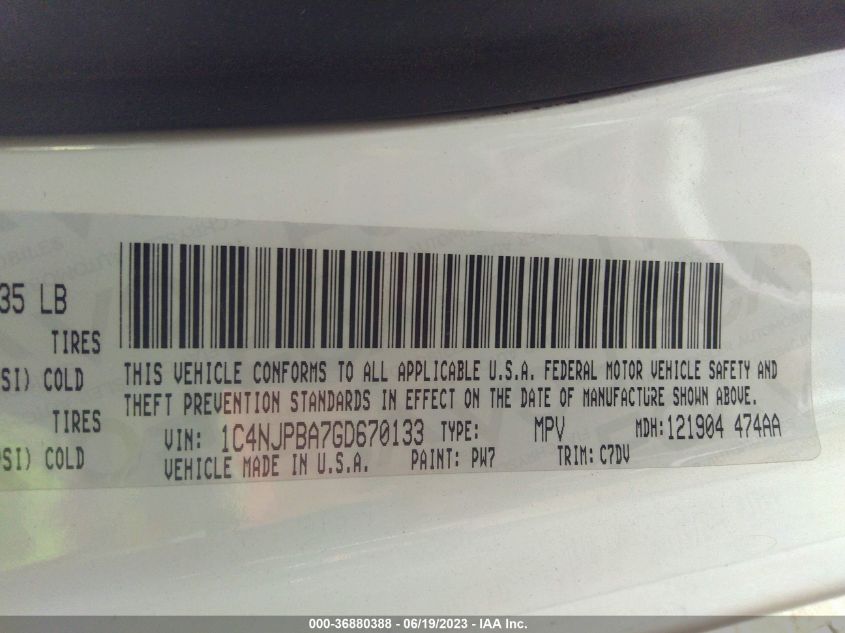 35 LB
TIRES
SI) COLD
TIRES
PSI) COLD
THIS VEHICLE CONFORMS TO ALL APPLICABLE U.S.A. FEDERAL MOTOR VEHICLE SAFETY AND
THEFT PREVENTION STANDARDS IN EFFECT ON THE DATE OF MANUFACTURE SHOWN ABOVE.
VIN: 1C4NJPBA7GD670133 TYPE: MPV MDH:121904 474AA
VEHICLE MADE IN U.S.A. PAINT: PW7 TRIM: C7DV
000-36880388 - 06/19/2023 - IAA Inc.